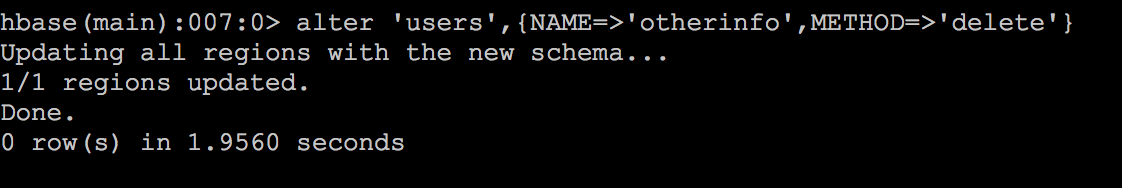 hbase(main):007:0> alter 'users',{NAME=>'otherinfo',METHOD=>'delete'}
Updating all regions with the new schema...
1/1 regions updated.
Done.
0 row(s) in 1.9560 seconds